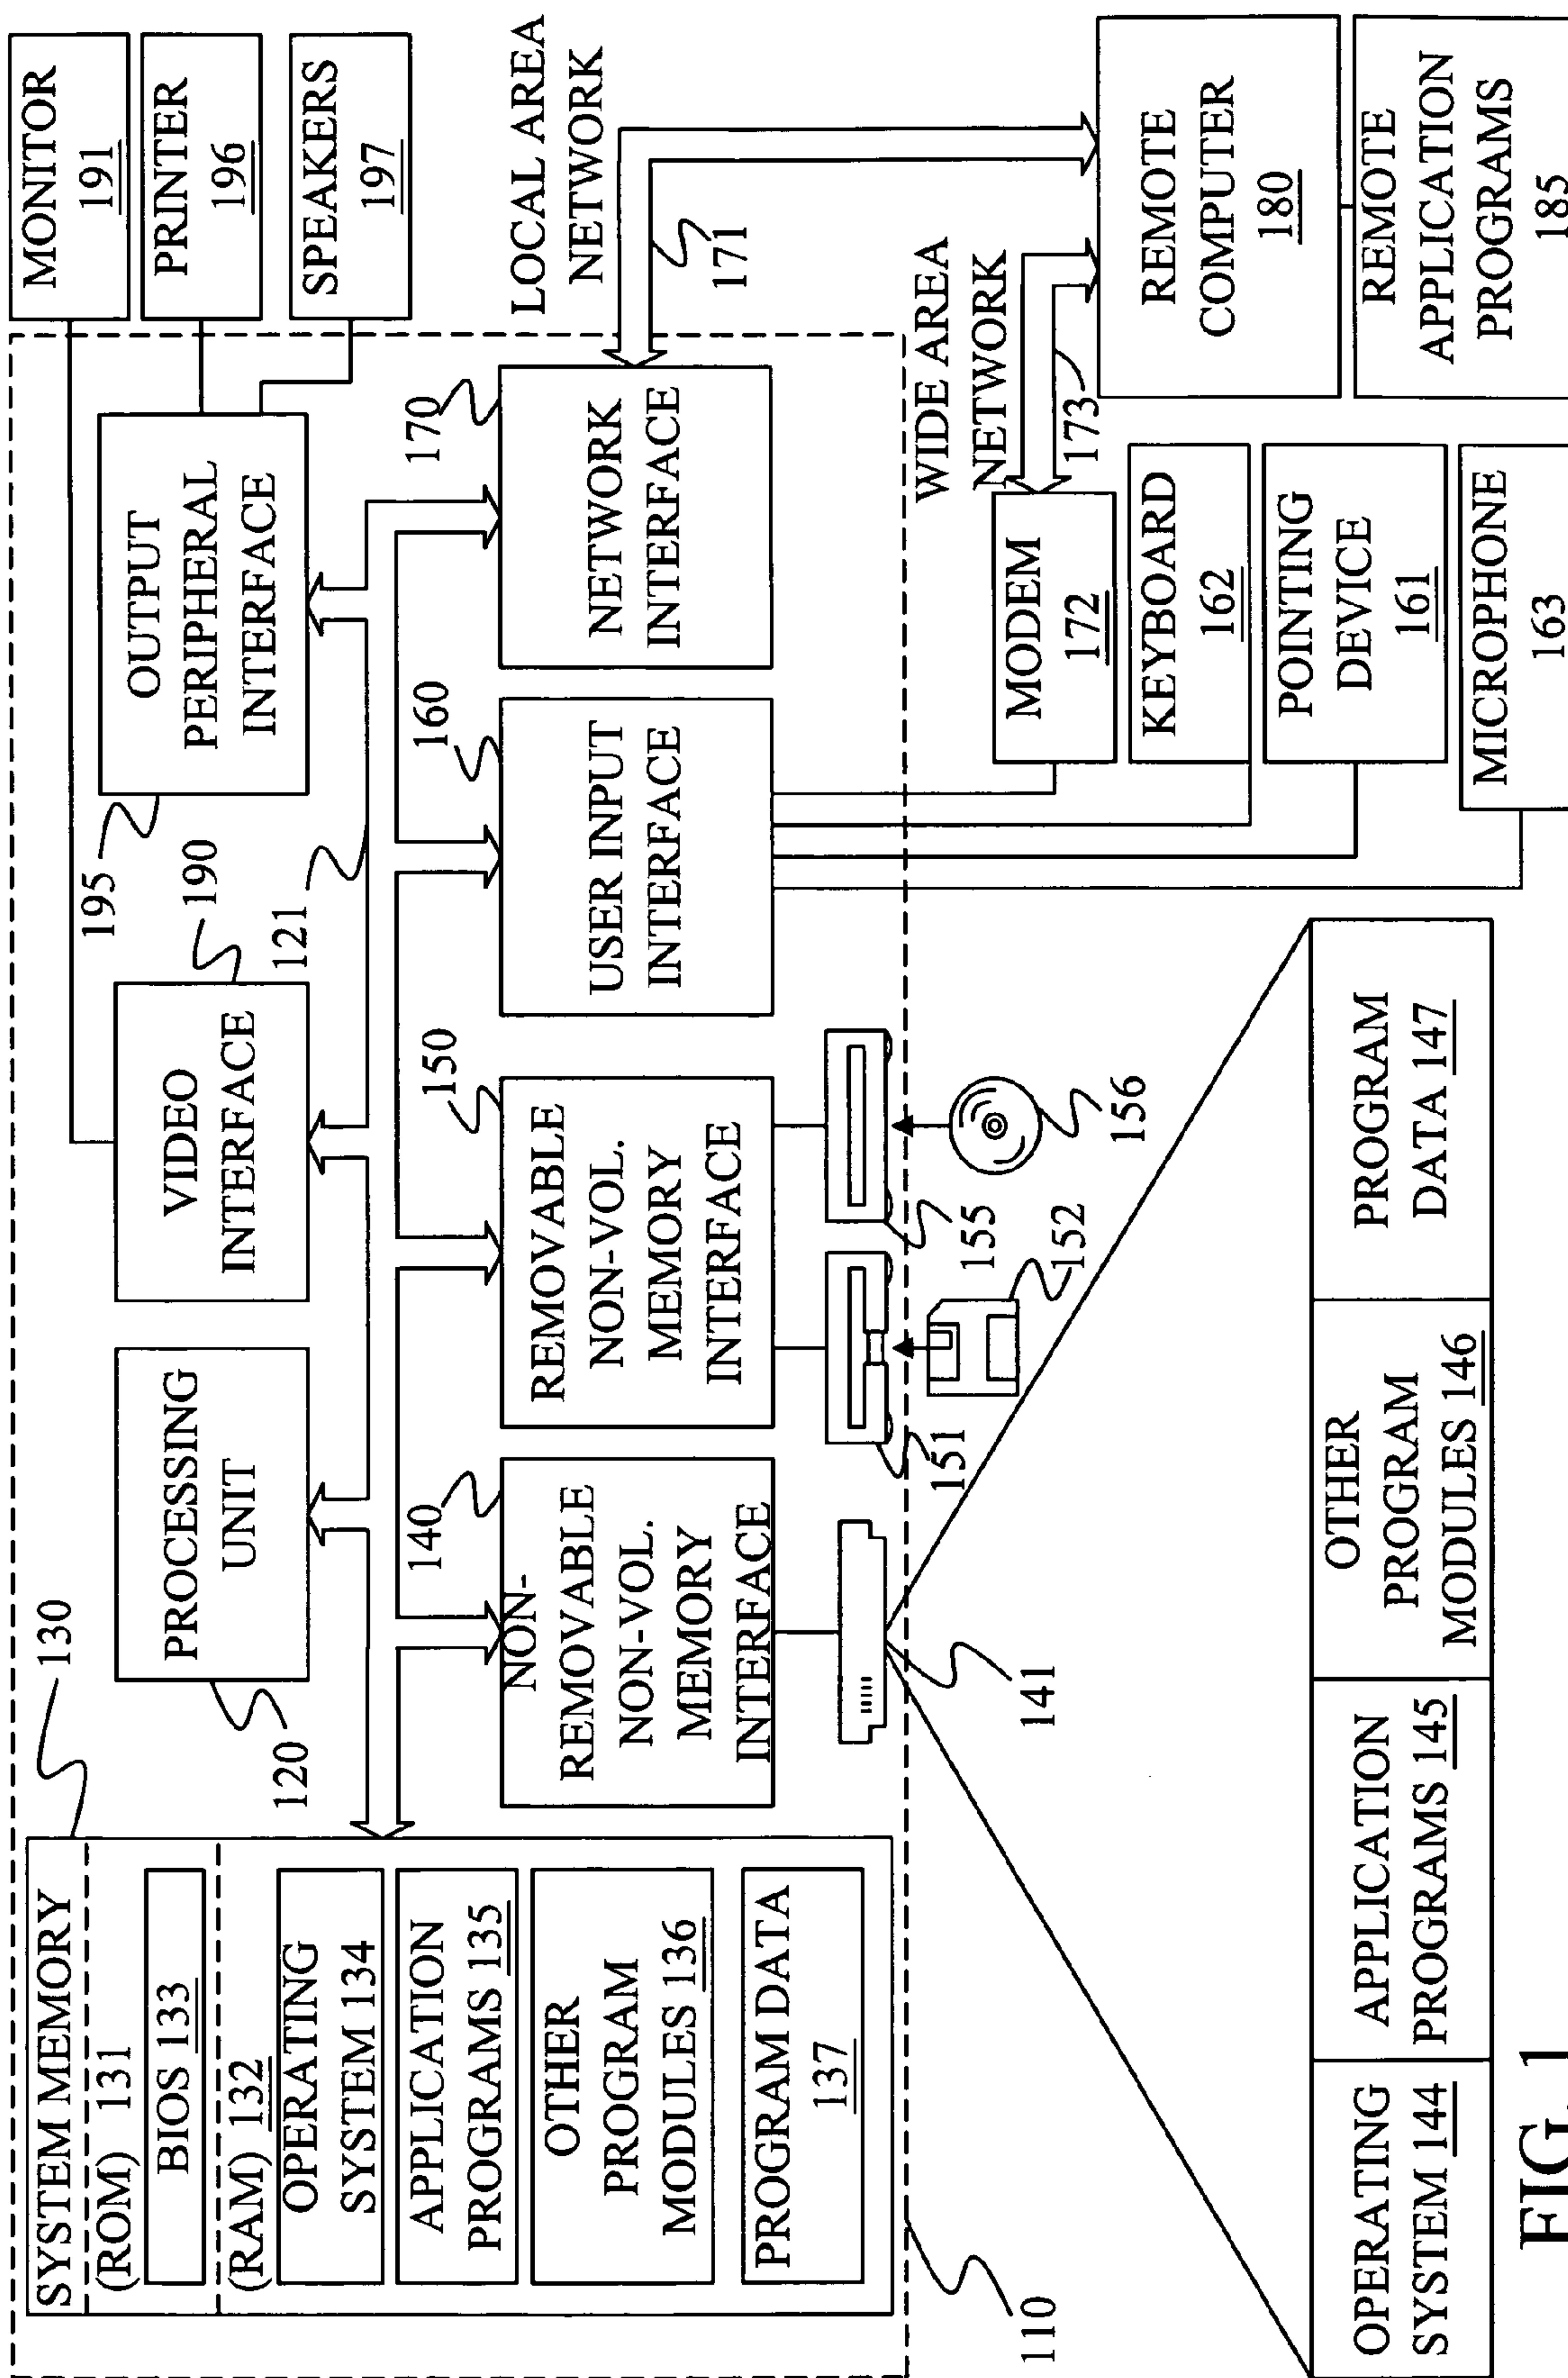 SYSTEM MEMORY
(ROM) 131
BIOS 133
(RAM) 132
OPERATING
SYSTEM 134
APPLICATION
PROGRAMS 135
OTHER
PROGRAM
MODULES 136
PROGRAM DATA
137
130
PROCESSING
UNIT
120
VIDEO
INTERFACE
190
121
OUTPUT
PERIPHERAL
INTERFACE
195
MONITOR
191
PRINTER
196
SPEAKERS
197
NON-
REMOVABLE
NON-VOL.
MEMORY
INTERFACE
140
REMOVABLE
NON-VOL.
MEMORY
INTERFACE
150
USER INPUT
INTERFACE
160
NETWORK
INTERFACE
170
LOCAL AREA
NETWORK
171
110
141
151
152
155
156
WIDE AREA
NETWORK
173
MODEM
172
KEYBOARD
162
POINTING
DEVICE
161
MICROPHONE
163
REMOTE
COMPUTER
180
REMOTE
APPLICATION
PROGRAMS
185
OPERATING
SYSTEM 144
APPLICATION
PROGRAMS 145
OTHER
PROGRAM
MODULES 146
PROGRAM
DATA 147
FIG. 1